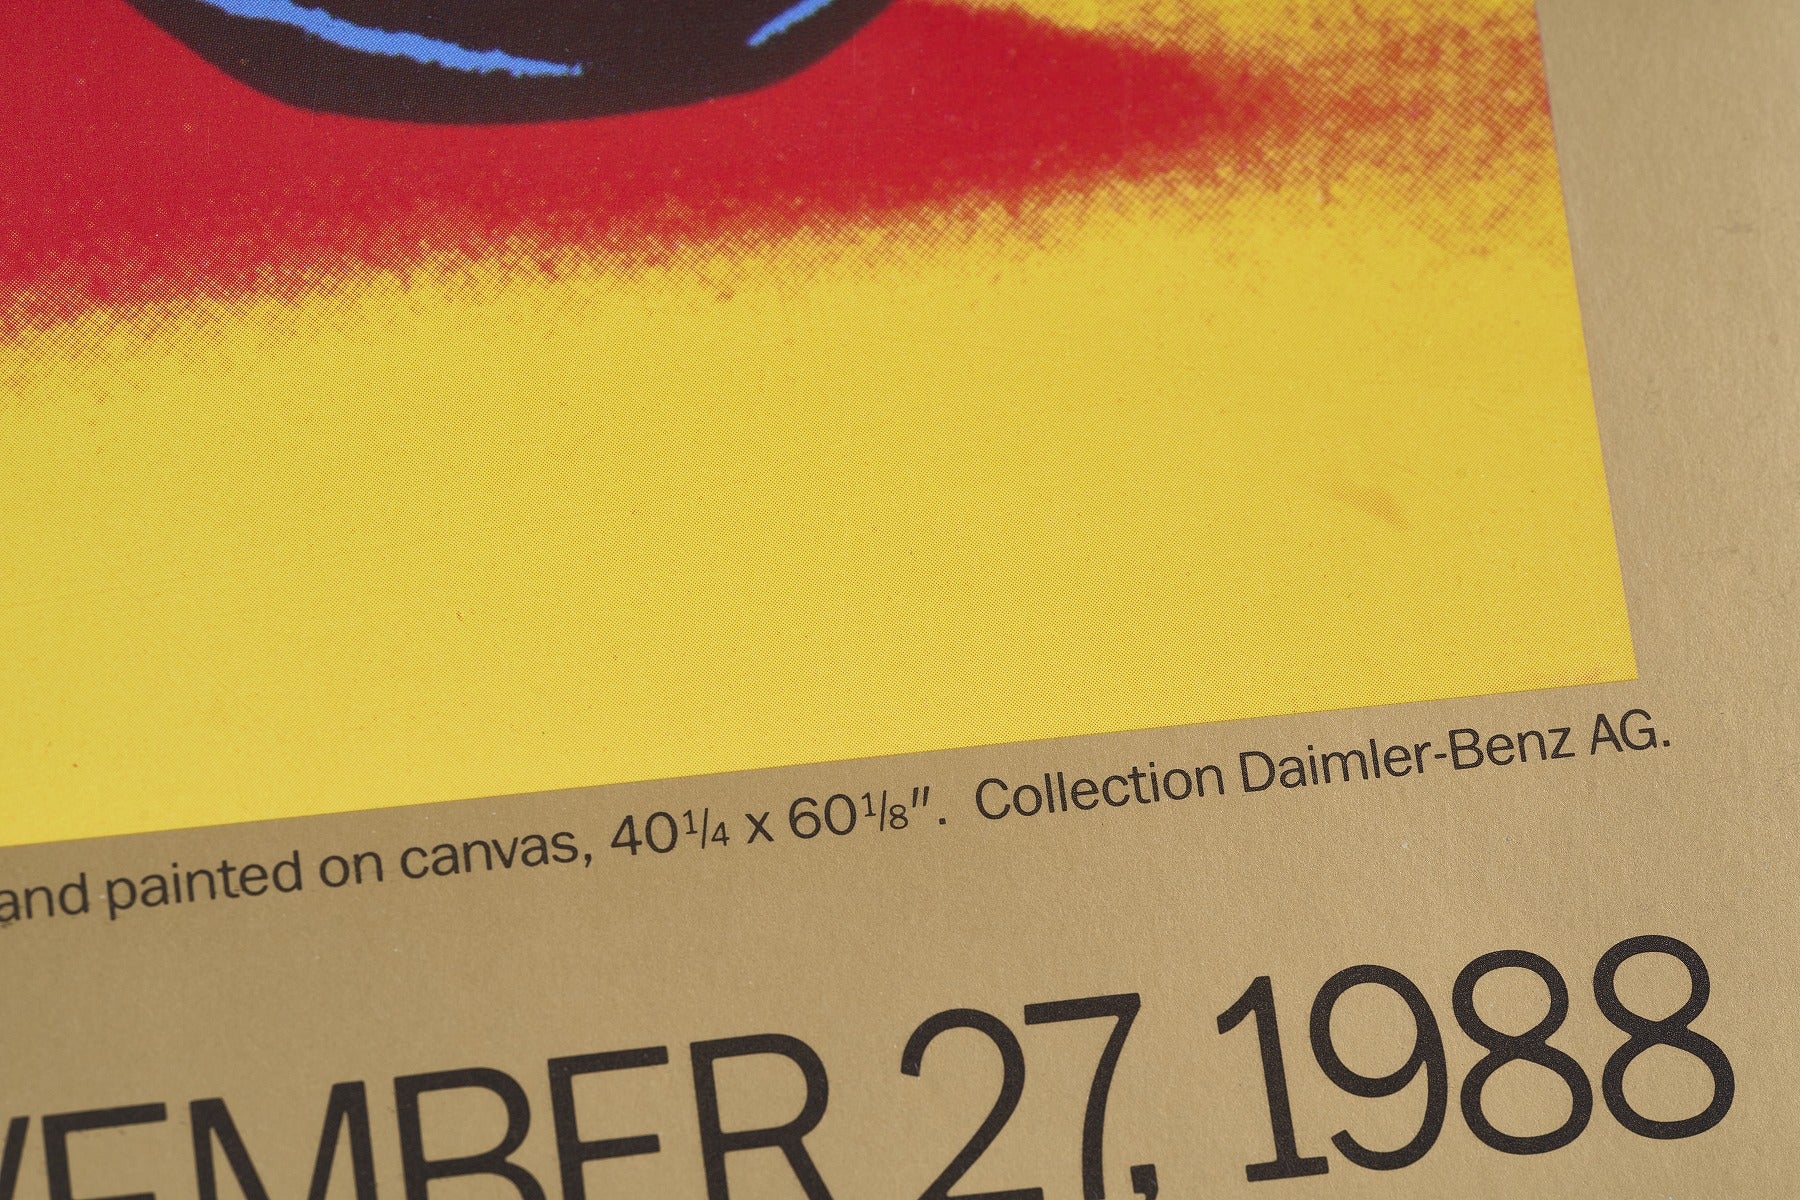 and painted on canvas, 40¼ x 60⅛". Collection Daimler-Benz AG.
VEMBER 27, 1988